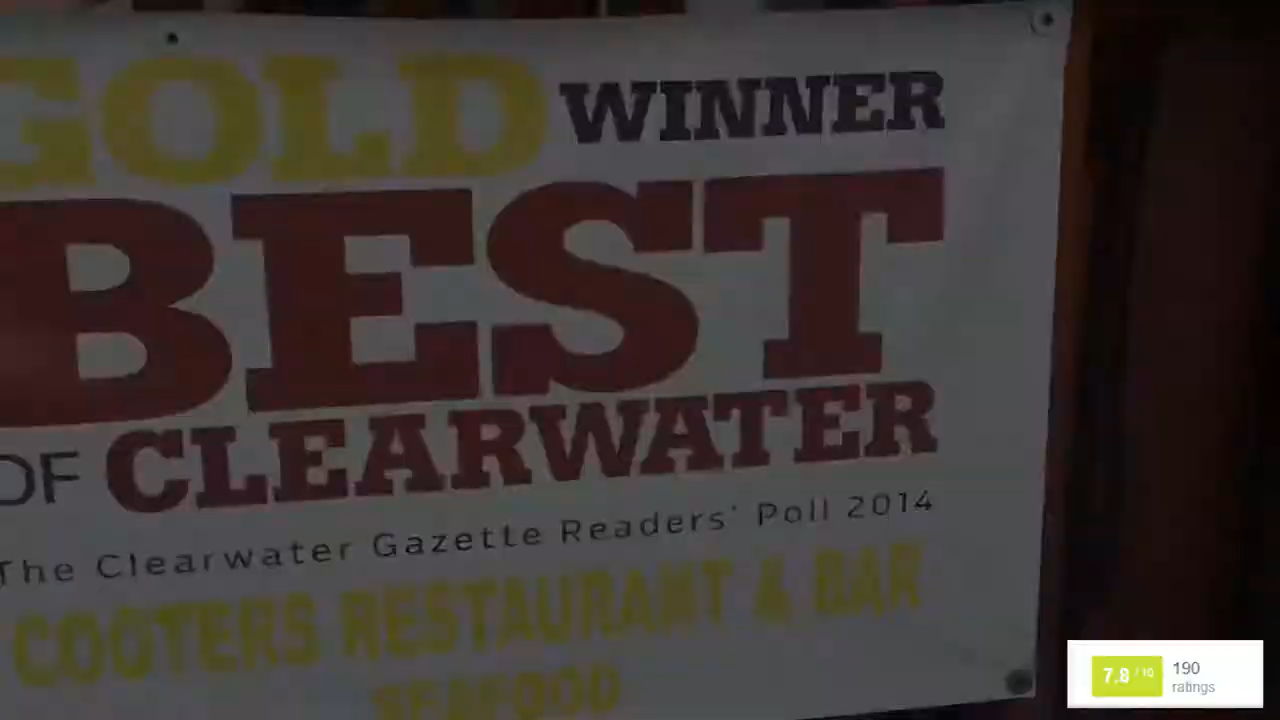 GOLD WINNER
BEST
OF CLEARWATER
The Clearwater Gazette Readers' Poll 2014
COOTERS RESTAURANT & BAR
SEAFOOD
7.8 / 10
190
ratings